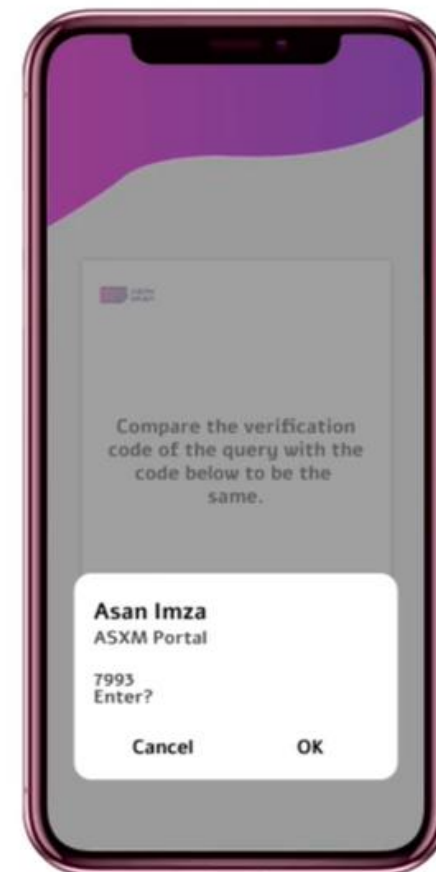 Compare the verification
code of the query with the
code below to be the
same.
Asan Imza
ASXM Portal
7993
Enter?
Cancel OK